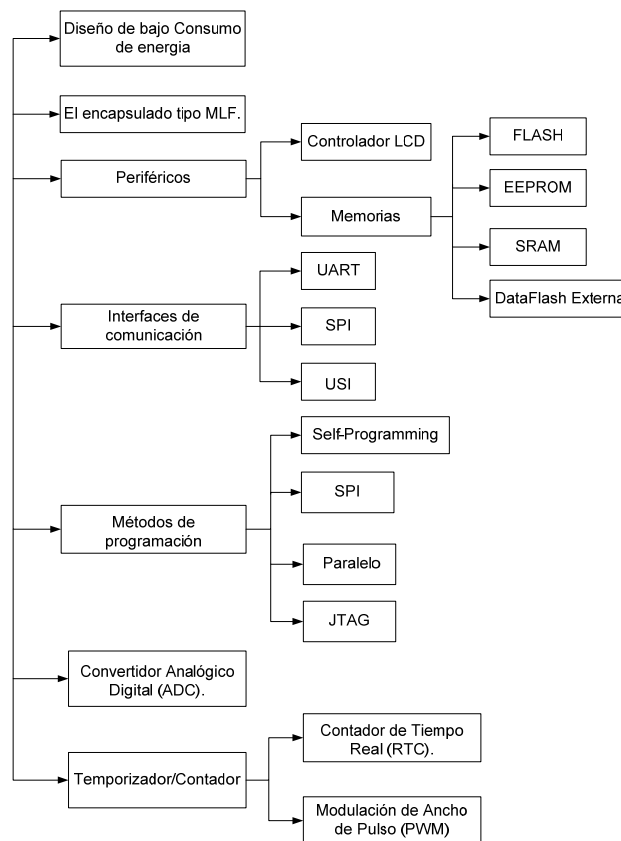 Diseño de bajo Consumo
de energia
El encapsulado tipo MLF.
Periféricos
Controlador LCD
Memorias
FLASH
EEPROM
SRAM
DataFlash Externa
Interfaces de
comunicación
UART
SPI
USI
Métodos de
programación
Self-Programming
SPI
Paralelo
JTAG
Convertidor Analógico
Digital (ADC).
Temporizador/Contador
Contador de Tiempo
Real (RTC).
Modulación de Ancho
de Pulso (PWM)